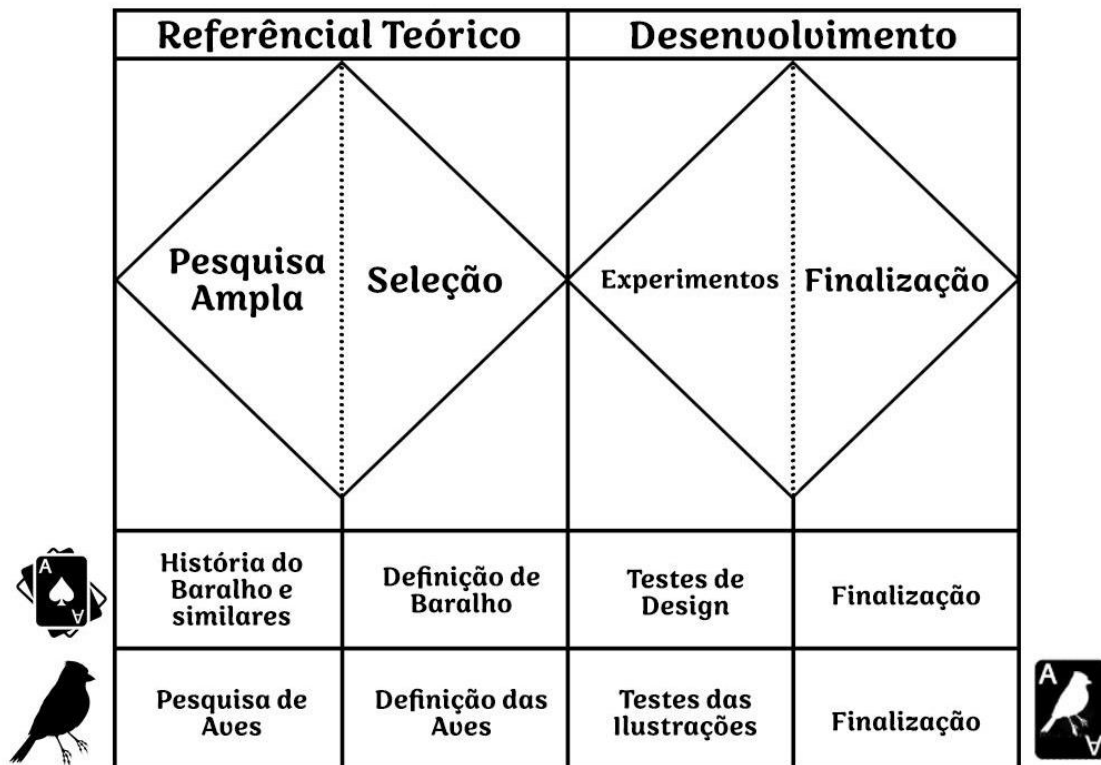 Referêncial Teórico
Desenvolvimento
Pesquisa
Ampla
Seleção
Experimentos
Finalização
A
A
História do
Baralho e
similares
Definição de
Baralho
Testes de
Design
Finalização
Pesquisa de
Aves
Definição das
Aves
Testes das
Ilustrações
Finalização
A
A